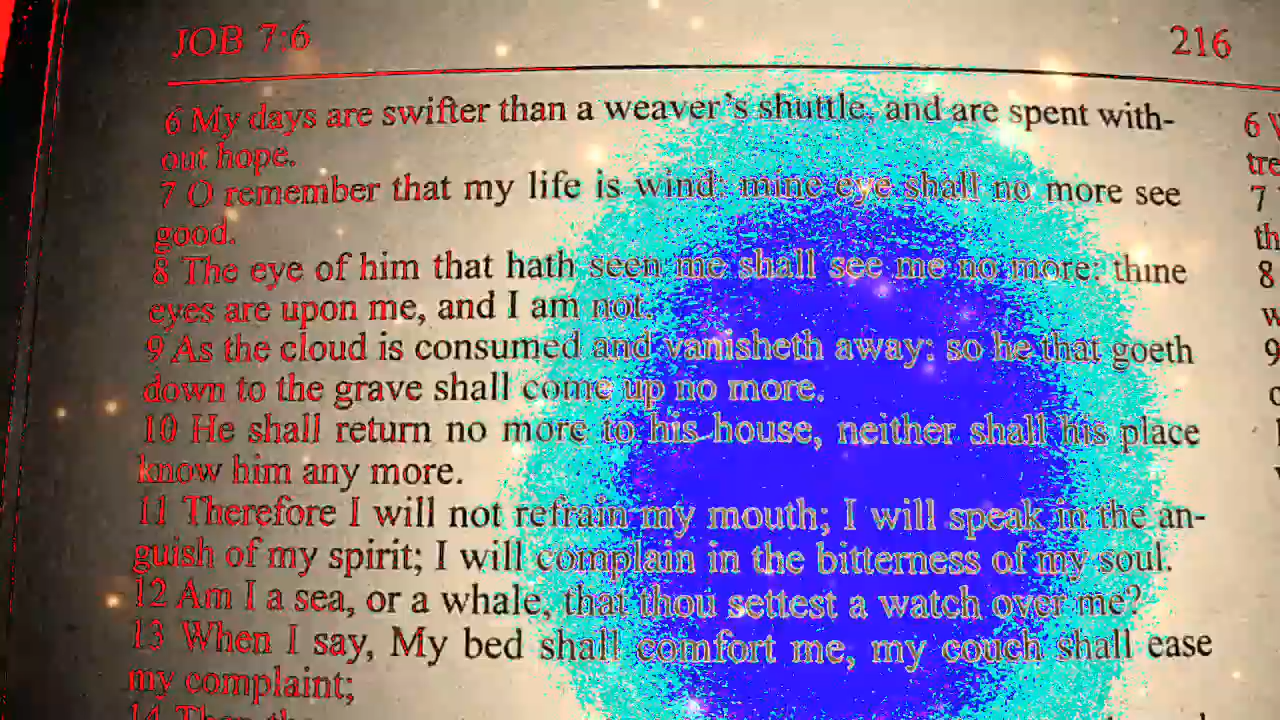 JOB 7:6 216
6 My days are swifter than a weaver's shuttle, and are spent with-
out hope.
7 O remember that my life is wind: mine eye shall no more see
good.
8 The eye of him that hath seen me shall see me no more: thine
eyes are upon me, and I am not.
9 As the cloud is consumed and vanisheth away: so he that goeth
down to the grave shall come up no more.
10 He shall return no more to his house, neither shall his place
know him any more.
11 Therefore I will not refrain my mouth; I will speak in the an-
guish of my spirit; I will complain in the bitterness of my soul.
12 Am I a sea, or a whale, that thou settest a watch over me?
13 When I say, My bed shall comfort me, my couch shall ease
my complaint;
6
tre
7
th
8
w
9